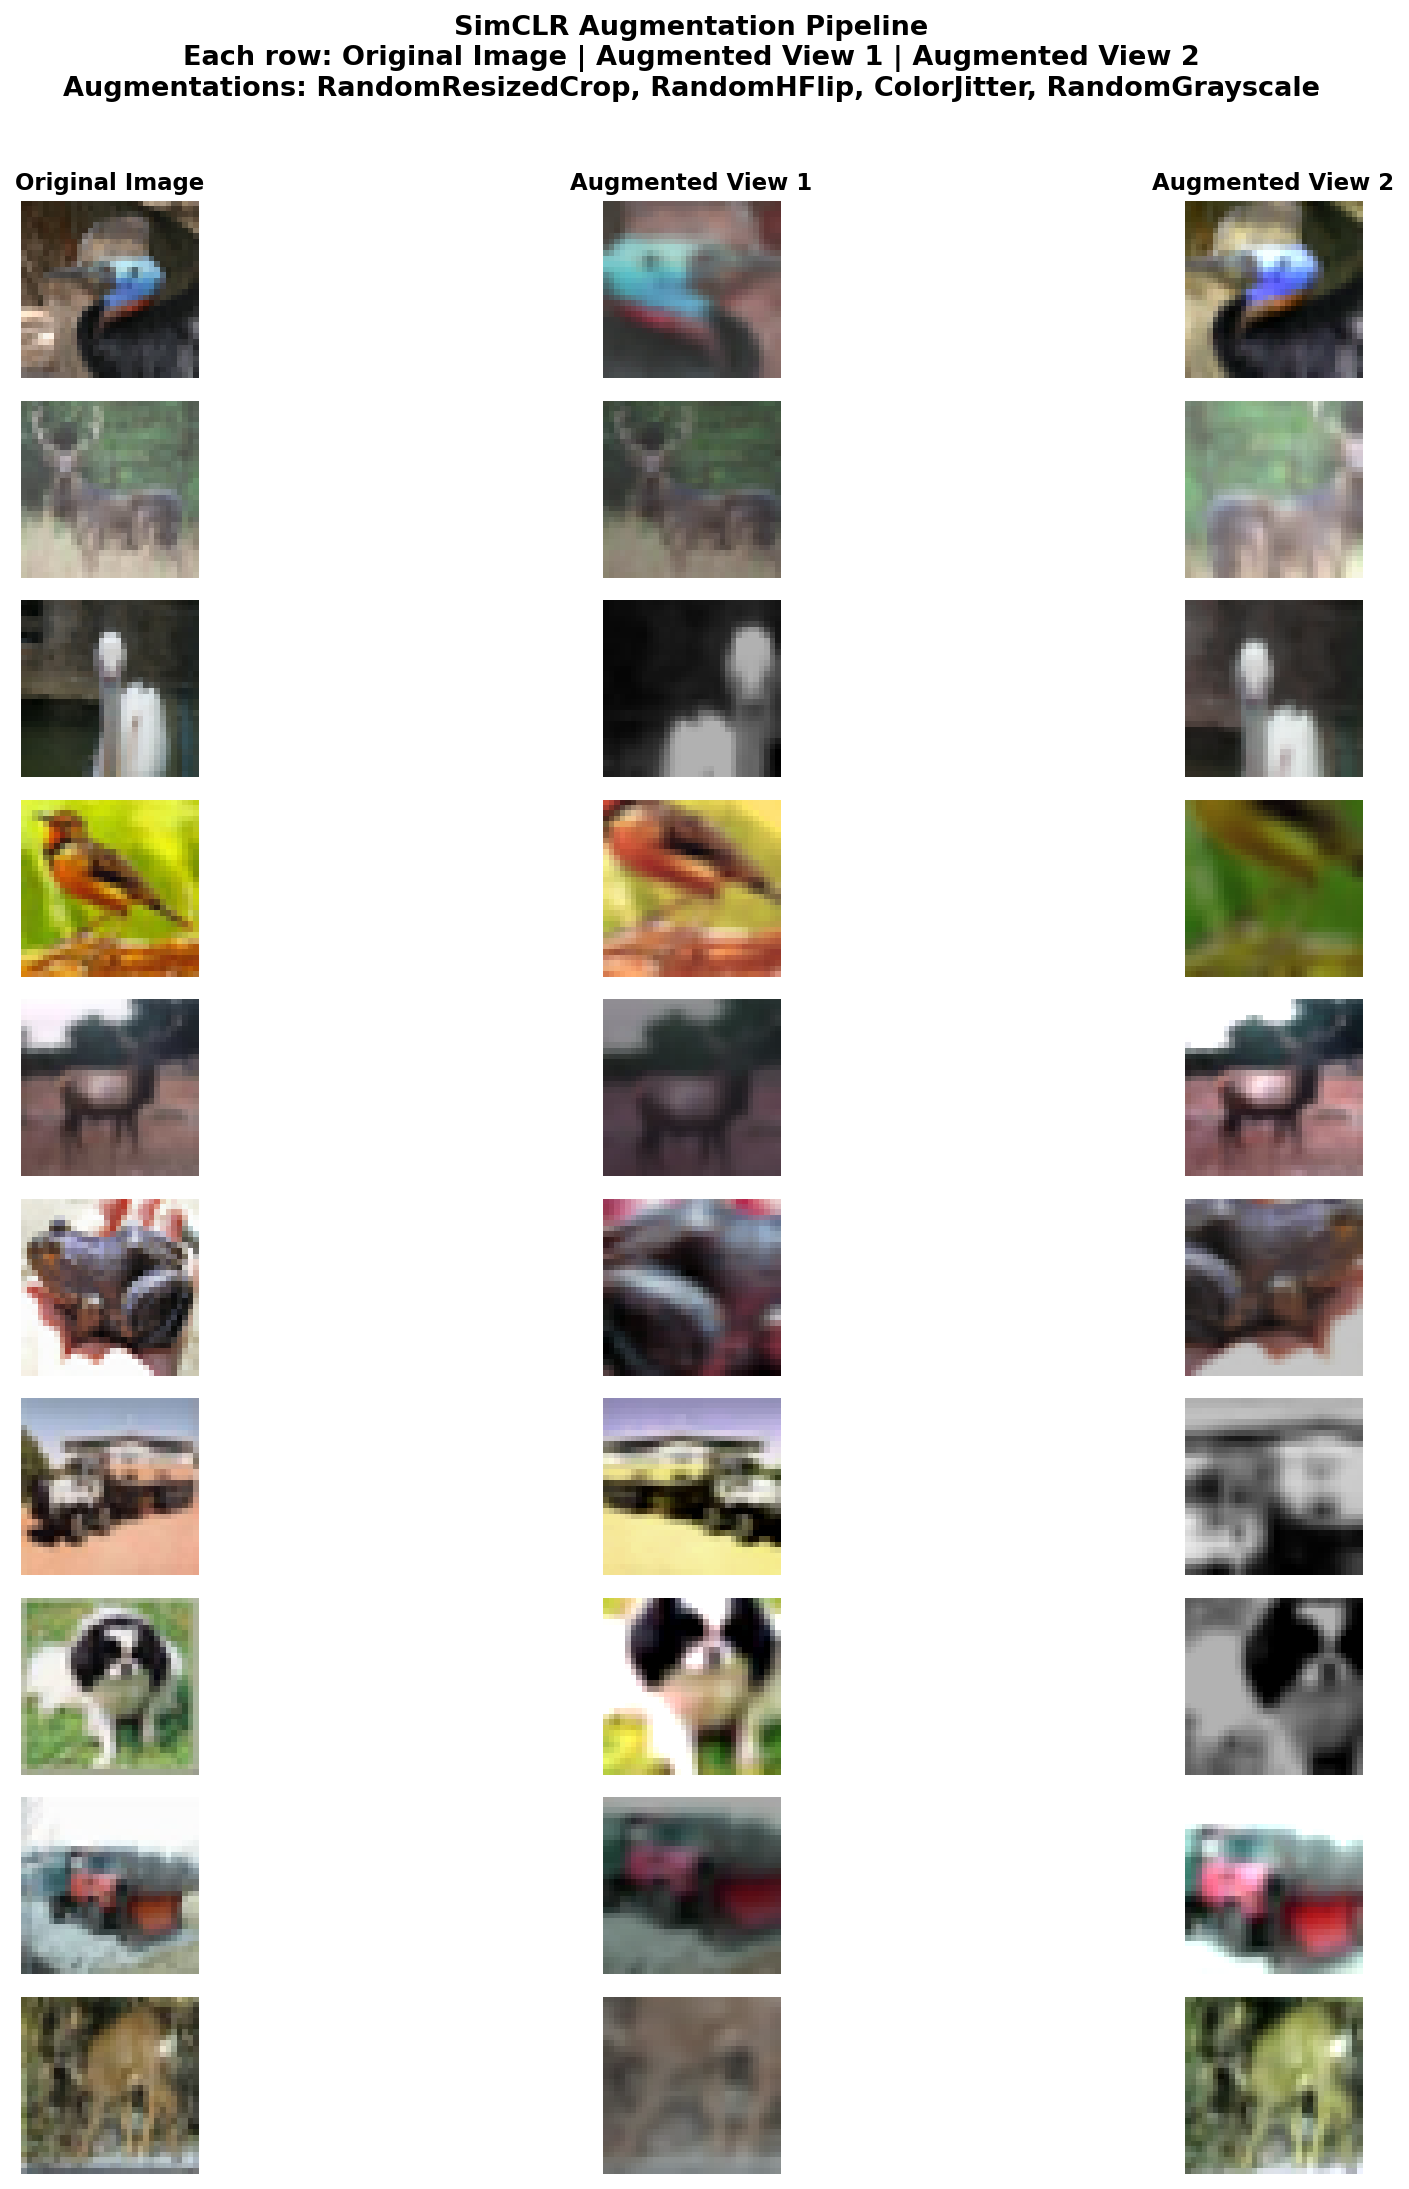 SimCLR Augmentation Pipeline
Each row: Original Image | Augmented View 1 | Augmented View 2
Augmentations: RandomResizedCrop, RandomHFlip, ColorJitter, RandomGrayscale
Original Image
Augmented View 1
Augmented View 2